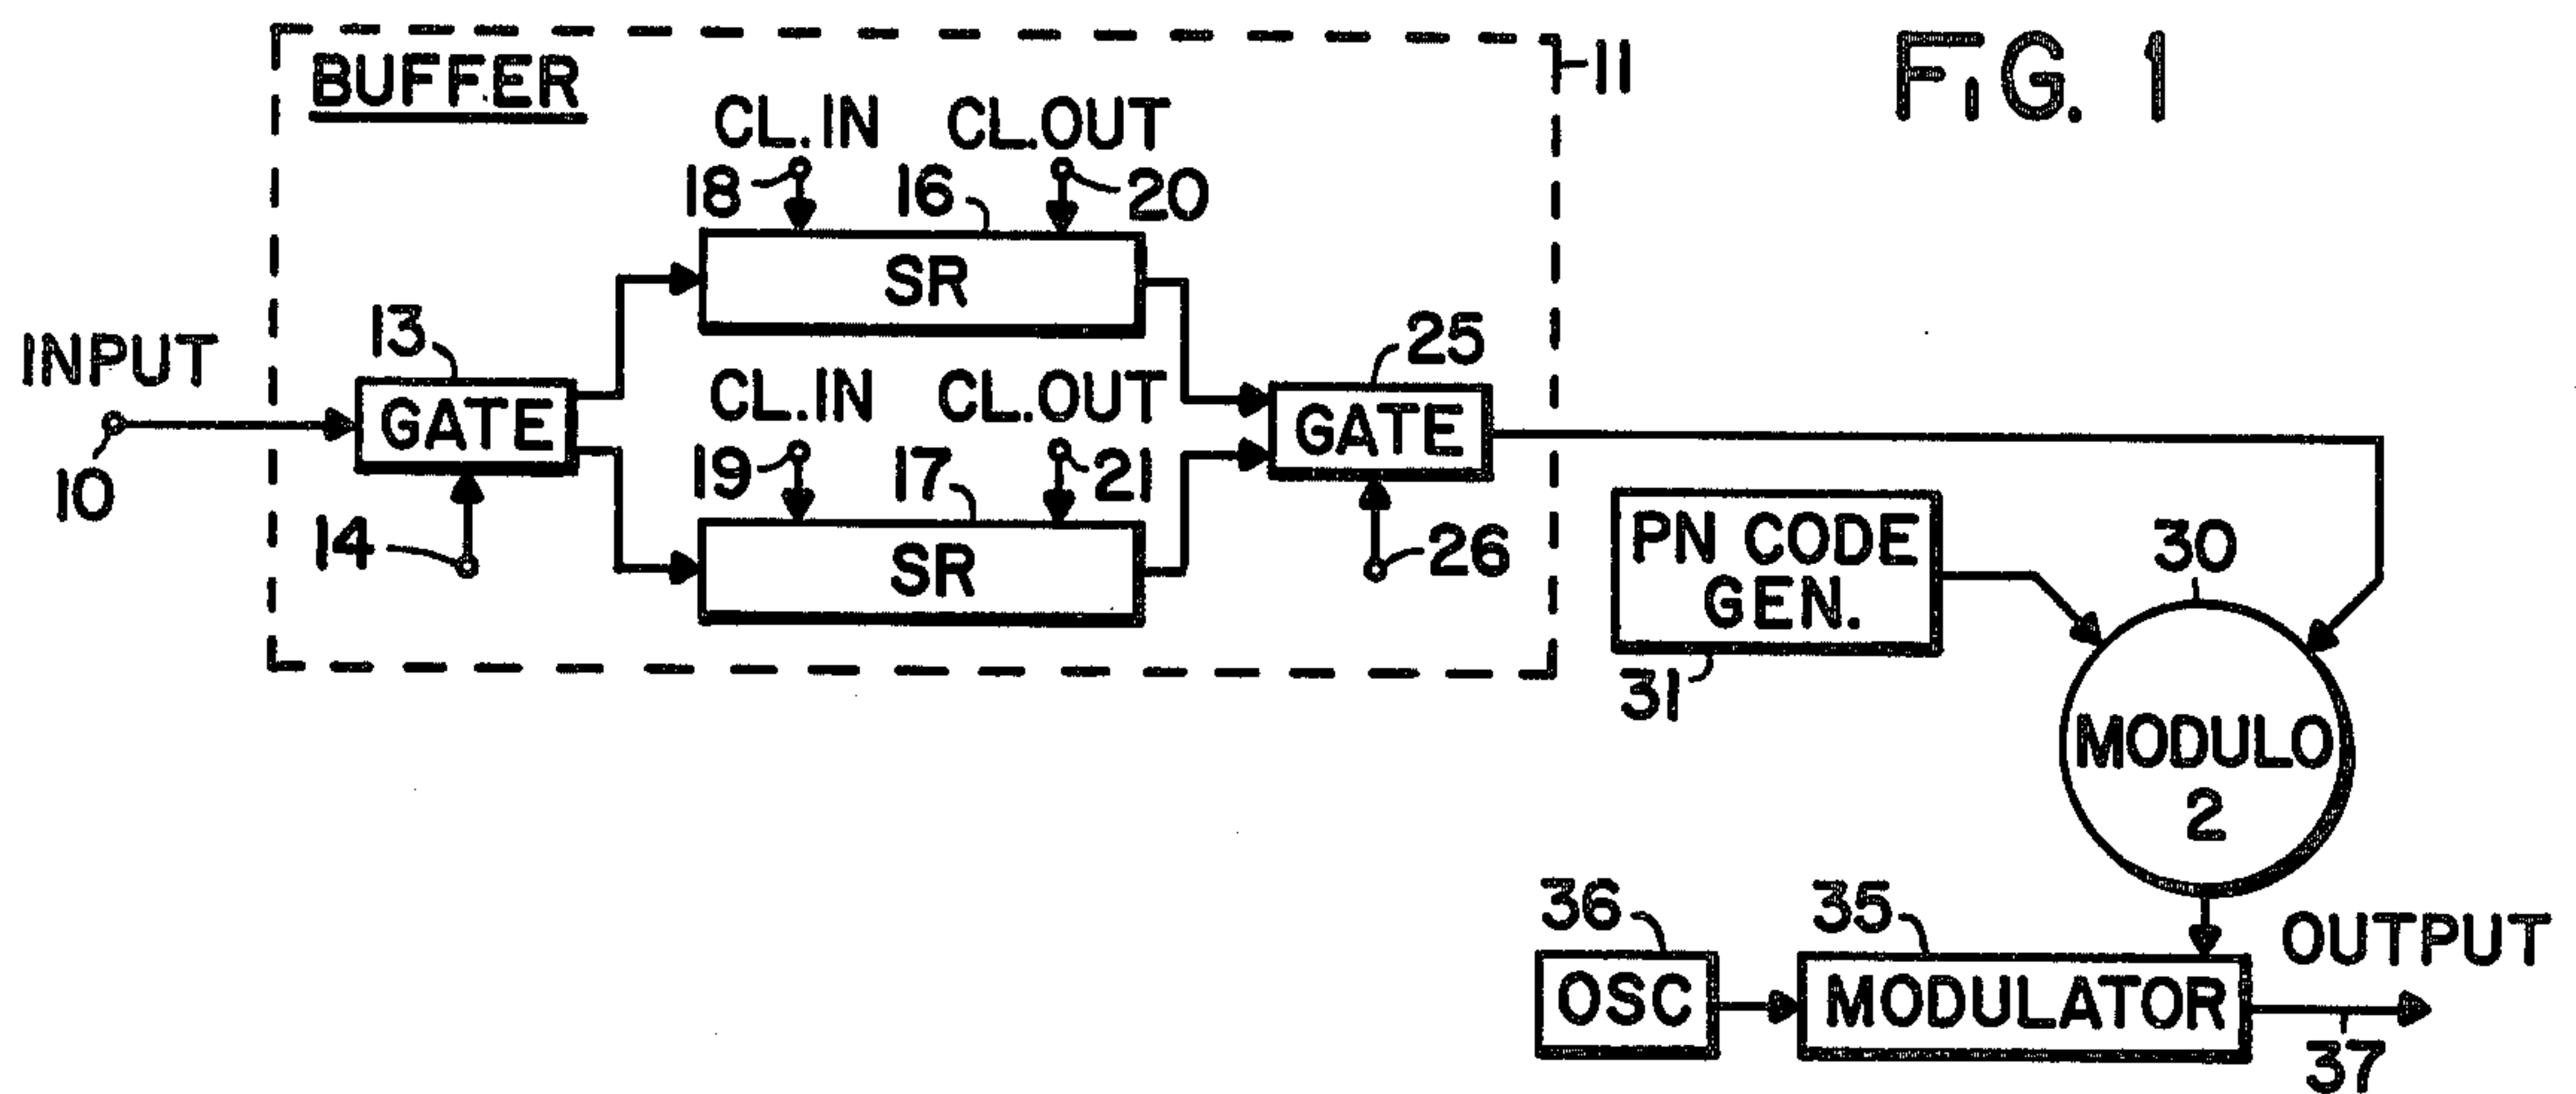 FIG. 1
BUFFER
11
CL.IN
CL.OUT
18
16
20
SR
INPUT
10
13
GATE
14
CL.IN
CL.OUT
19
17
21
SR
25
GATE
26
PN CODE
GEN.
31
30
MODULO
2
36
OSC
35
MODULATOR
OUTPUT
37